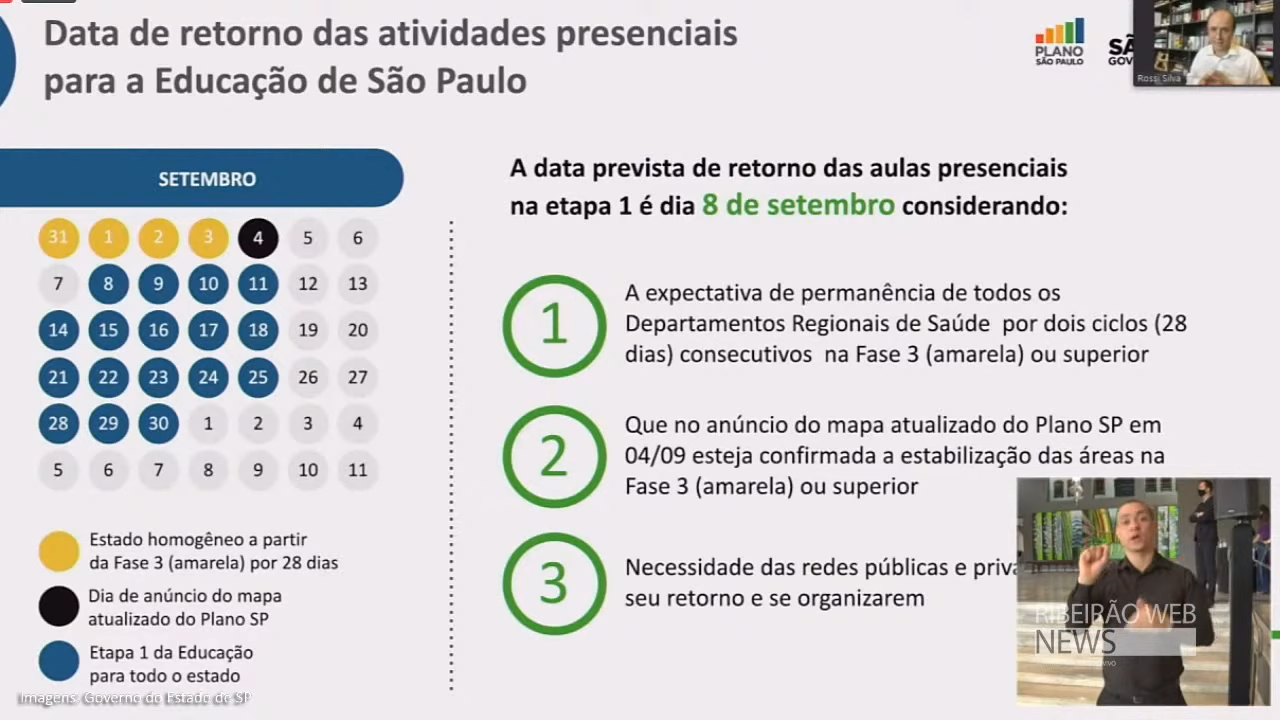 Data de retorno das atividades presenciais
para a Educação de São Paulo
PLANO
SÃO PAULO
Rossi Silva
SETEMBRO
31 1 2 3 4 5 6
7 8 9 10 11 12 13
14 15 16 17 18 19 20
21 22 23 24 25 26 27
28 29 30 1 2 3 4
5 6 7 8 9 10 11
Estado homogêneo a partir
da Fase 3 (amarela) por 28 dias
Dia de anúncio do mapa
atualizado do Plano SP
Etapa 1 da Educação
para todo o estado
Imagens: Governo do Estado de SP
A data prevista de retorno das aulas presenciais
na etapa 1 é dia 8 de setembro considerando:
1
A expectativa de permanência de todos os
Departamentos Regionais de Saúde por dois ciclos (28
dias) consecutivos na Fase 3 (amarela) ou superior
2
Que no anúncio do mapa atualizado do Plano SP em
04/09 esteja confirmada a estabilização das áreas na
Fase 3 (amarela) ou superior
3
Necessidade das redes públicas e priva
seu retorno e se organizarem
RIBEIRÃO WEB
NEWS